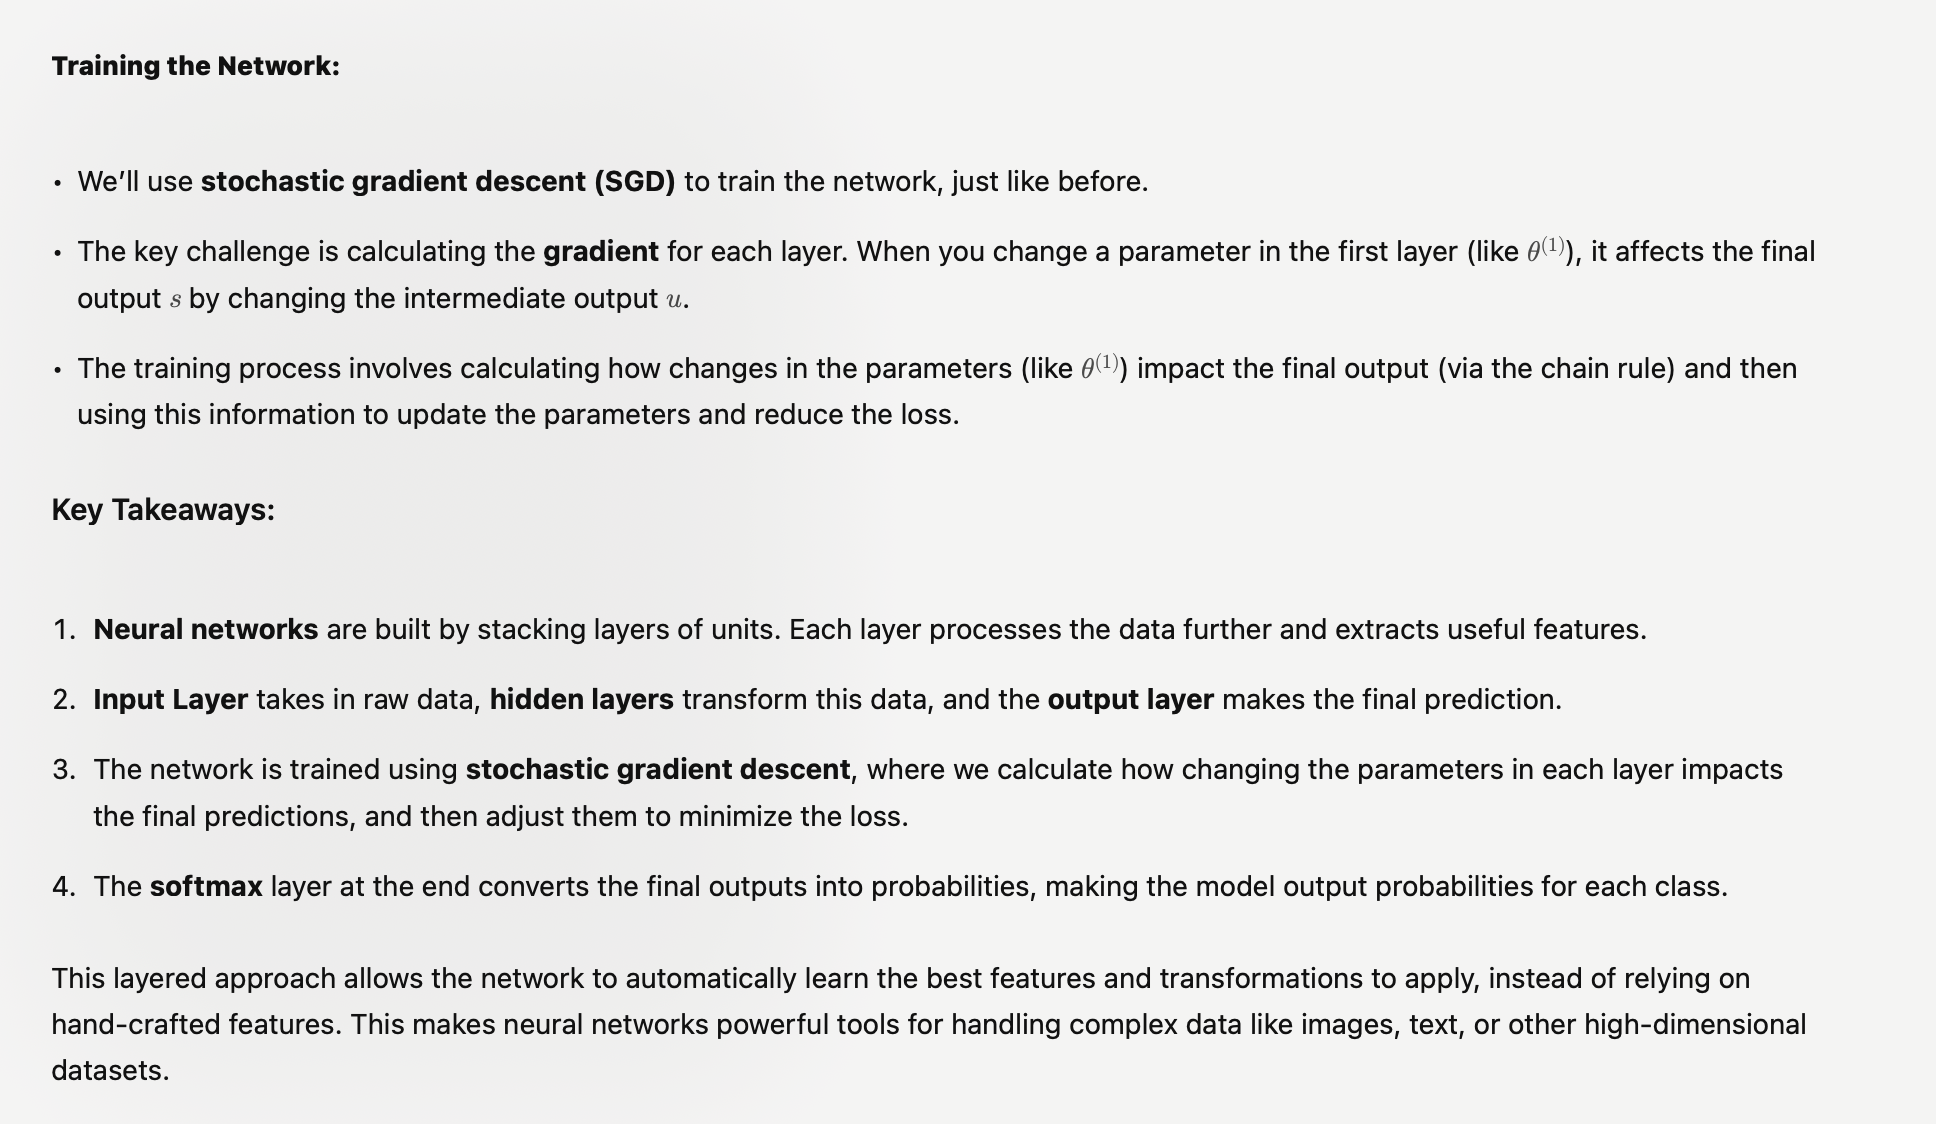 Training the Network:
• We’ll use stochastic gradient descent (SGD) to train the network, just like before.
• The key challenge is calculating the gradient for each layer. When you change a parameter in the first layer (like θ⁽¹⁾), it affects the final
output s by changing the intermediate output u.
• The training process involves calculating how changes in the parameters (like θ⁽¹⁾) impact the final output (via the chain rule) and then
using this information to update the parameters and reduce the loss.
Key Takeaways:
1. Neural networks are built by stacking layers of units. Each layer processes the data further and extracts useful features.
2. Input Layer takes in raw data, hidden layers transform this data, and the output layer makes the final prediction.
3. The network is trained using stochastic gradient descent, where we calculate how changing the parameters in each layer impacts
the final predictions, and then adjust them to minimize the loss.
4. The softmax layer at the end converts the final outputs into probabilities, making the model output probabilities for each class.
This layered approach allows the network to automatically learn the best features and transformations to apply, instead of relying on
hand-crafted features. This makes neural networks powerful tools for handling complex data like images, text, or other high-dimensional
datasets.